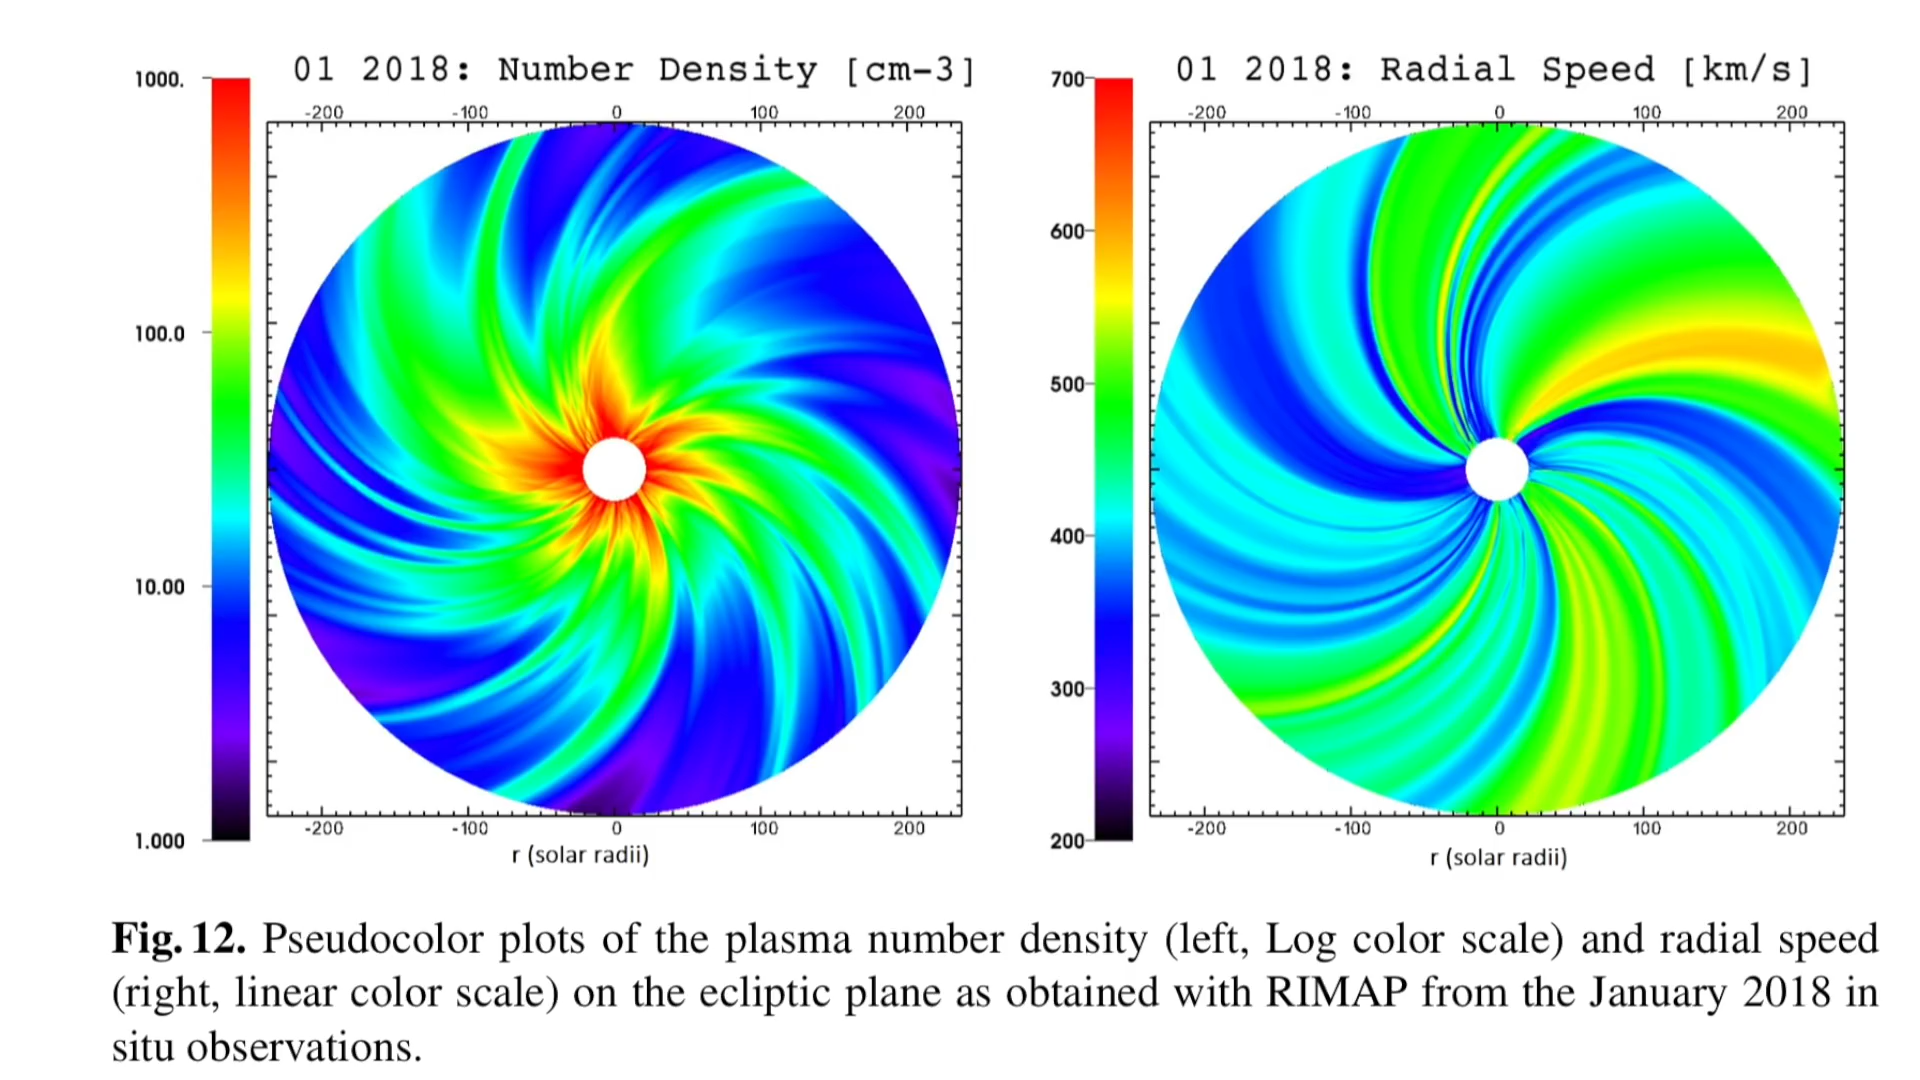 01 2018: Number Density [cm-3]
1000.
100.0
10.00
1.000
-200 -100 0 100 200
-200 -100 0 100 200
r (solar radii)
01 2018: Radial Speed [km/s]
700
600
500
400
300
200
-200 -100 0 100 200
-200 -100 0 100 200
r (solar radii)
Fig. 12. Pseudocolor plots of the plasma number density (left, Log color scale) and radial speed
(right, linear color scale) on the ecliptic plane as obtained with RIMAP from the January 2018 in
situ observations.